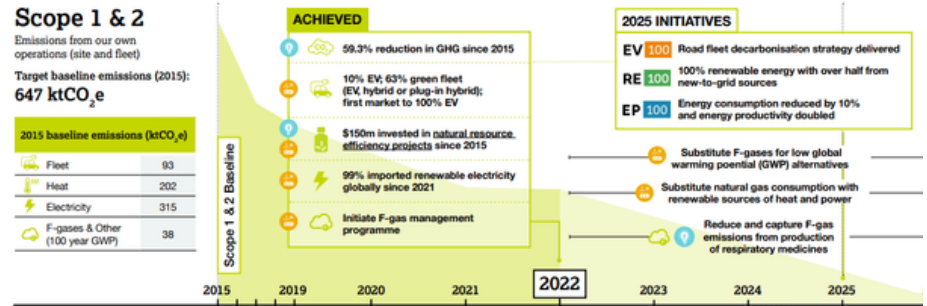 Scope 1 & 2
Emissions from our own
operations (site and fleet)
Target baseline emissions (2015):
647 ktCO2e
2015 baseline emissions (ktCO2e)
Fleet 93
Heat 202
Electricity 315
F-gases & Other
(100 year GWP) 38
Scope 1 & 2 Baseline
ACHIEVED
59.3% reduction in GHG since 2015
10% EV; 63% green fleet
(EV, hybrid or plug-in hybrid);
first market to 100% EV
$150m invested in natural resource
efficiency projects since 2015
99% imported renewable electricity
globally since 2021
Initiate F-gas management
programme
2025 INITIATIVES
EV 100 Road fleet decarbonisation strategy delivered
RE 100 100% renewable energy with over half from
new-to-grid sources
EP 100 Energy consumption reduced by 10%
and energy productivity doubled
Substitute F-gases for low global
warming poential (GWP) alternatives
Substitute natural gas consumption with
renewable sources of heat and power
Reduce and capture F-gas
emissions from production
of respiratory medicines
2015 2019 2020 2021 2022 2023 2024 2025